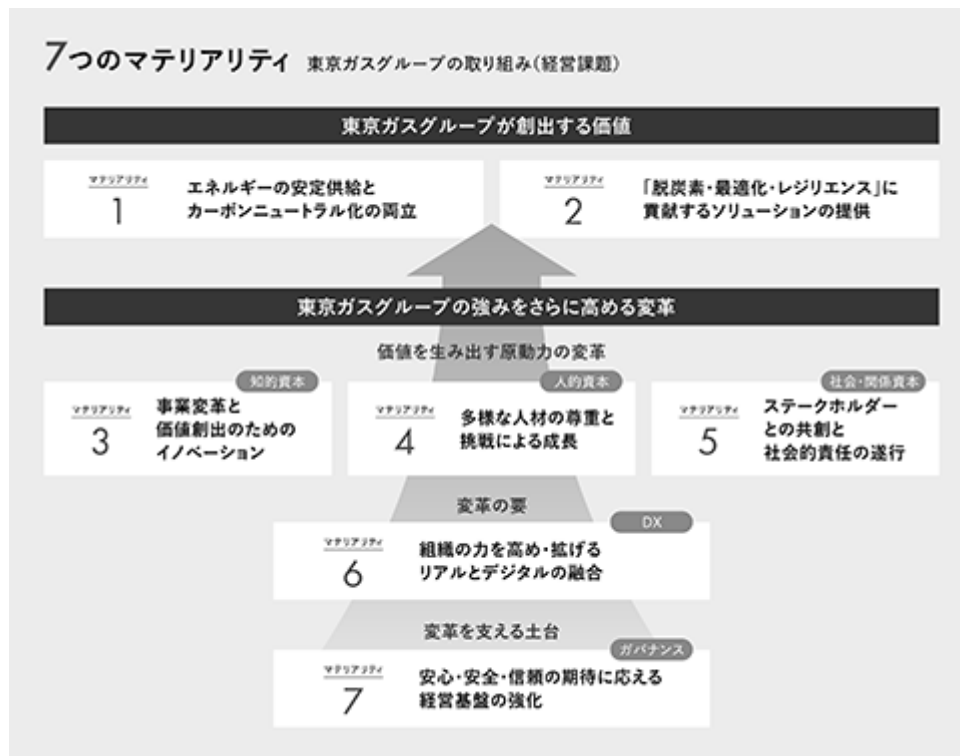 7つのマテリアリティ 東京ガスグループの取り組み(経営課題)
東京ガスグループが創出する価値
マテリアリティ
1
エネルギーの安定供給と
カーボンニュートラル化の両立
マテリアリティ
2
「脱炭素・最適化・レジリエンス」に
貢献するソリューションの提供
東京ガスグループの強みをさらに高める変革
価値を生み出す原動力の変革
知的資本
マテリアリティ
3
事業変革と
価値創出のための
イノベーション
人的資本
マテリアリティ
4
多様な人材の尊重と
挑戦による成長
社会・関係資本
マテリアリティ
5
ステークホルダー
との共創と
社会的責任の遂行
変革の要
DX
マテリアリティ
6
組織の力を高め・拡げる
リアルとデジタルの融合
変革を支える土台
ガバナンス
マテリアリティ
7
安心・安全・信頼の期待に応える
経営基盤の強化